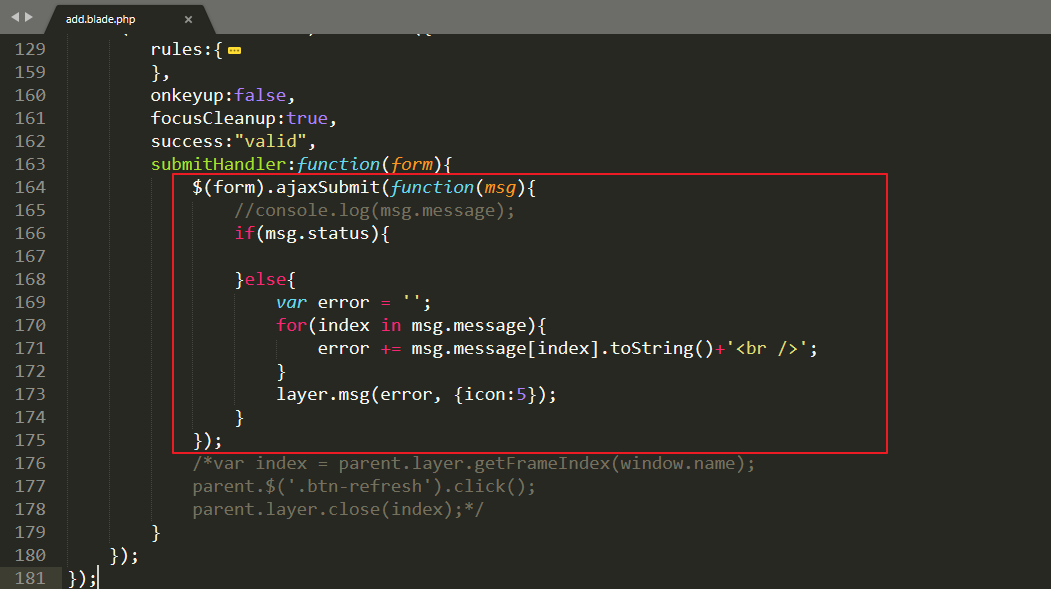 add.blade.php ×
129 rules:{
159 },
160 onkeyup:false,
161 focusCleanup:true,
162 success:"valid",
163 submitHandler:function(form){
164 $(form).ajaxSubmit(function(msg){
165 //console.log(msg.message);
166 if(msg.status){
167
168 }else{
169 var error = '';
170 for(index in msg.message){
171 error += msg.message[index].toString()+'<br />';
172 }
173 layer.msg(error, {icon:5});
174 }
175 });
176 /*var index = parent.layer.getFrameIndex(window.name);
177 parent.$('.btn-refresh').click();
178 parent.layer.close(index);*/
179 }
180 });
181 });